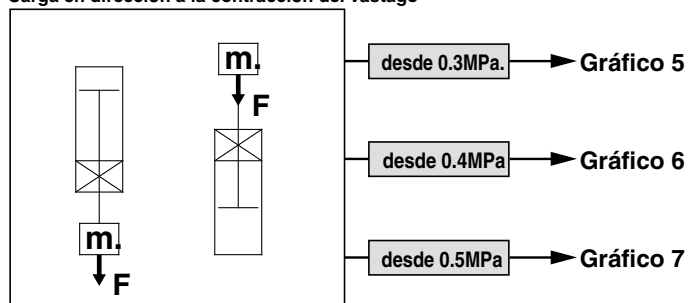 Carga en dirección a la contracción del vástago
m.
F
m.
F
desde 0.3MPa.
Gráfico 5
desde 0.4MPa
Gráfico 6
desde 0.5MPa
Gráfico 7